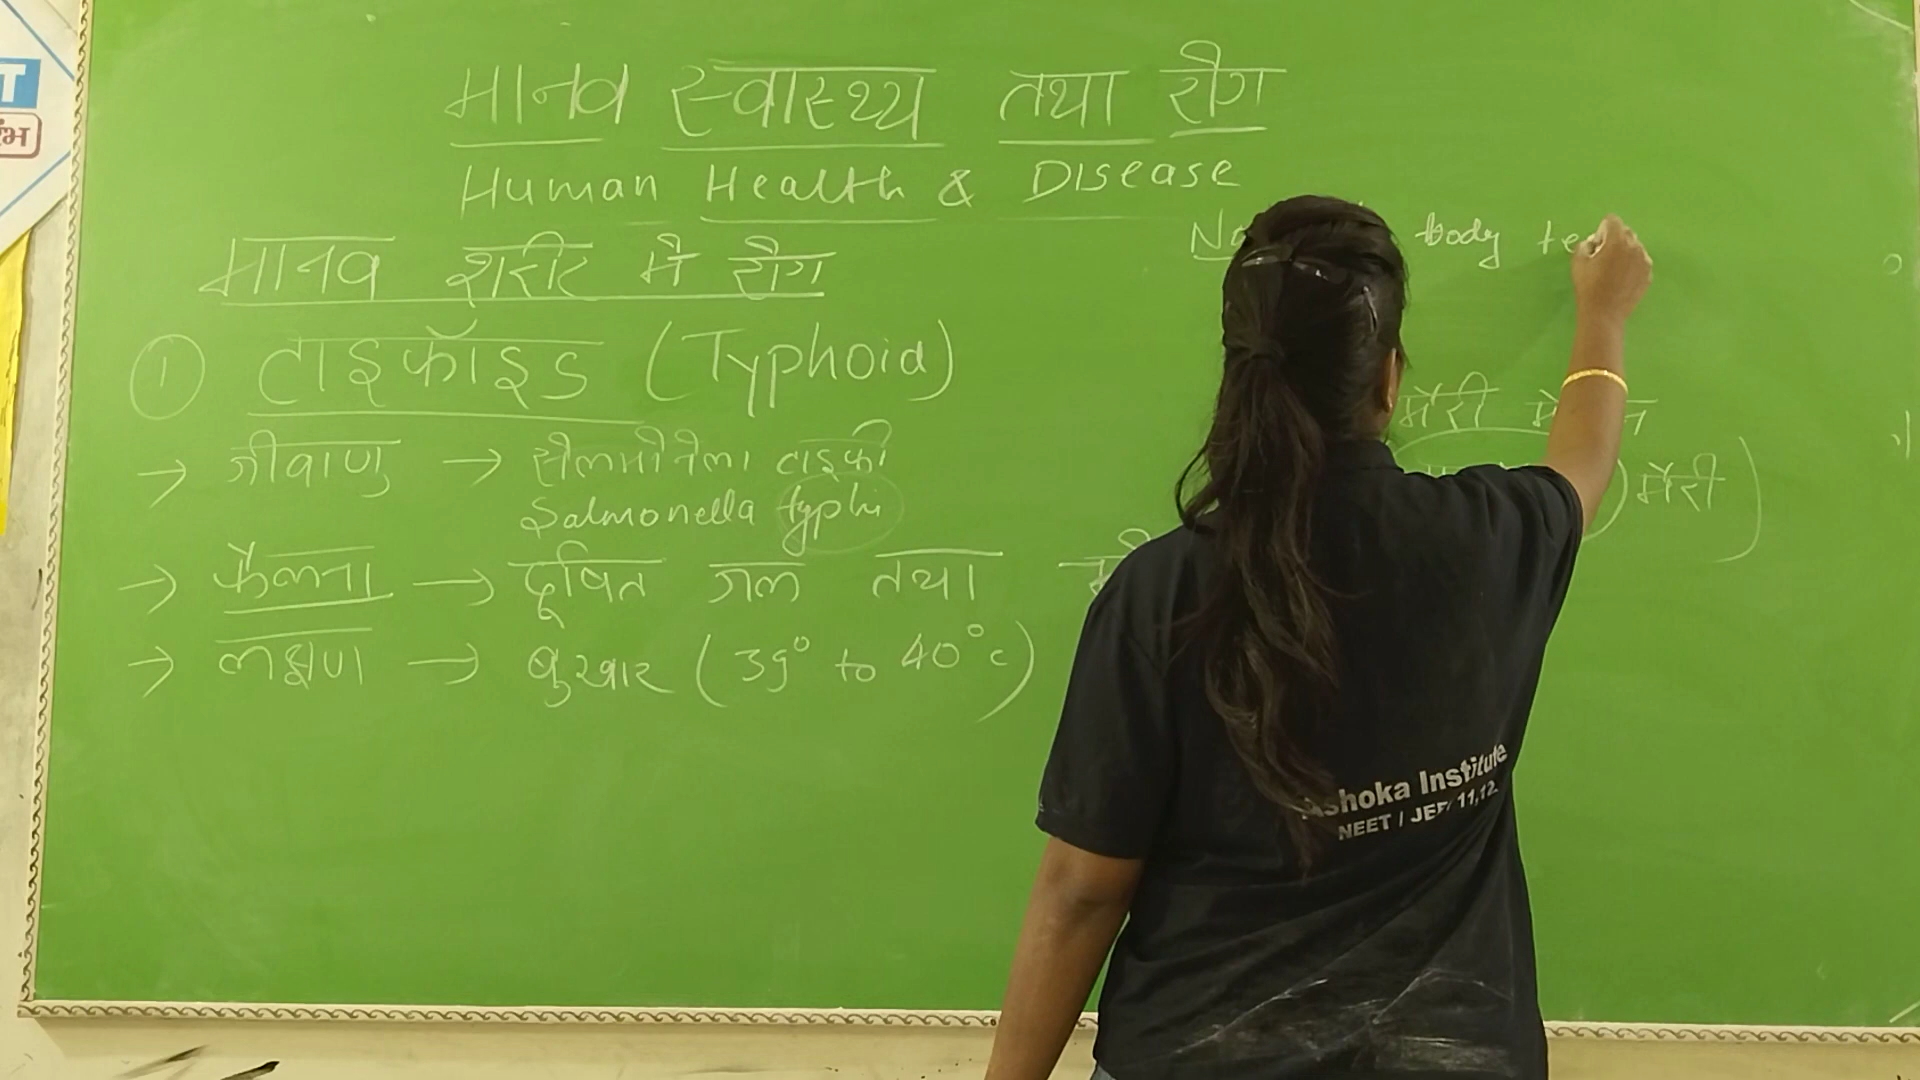 मानव स्वास्थ्य तथा रोग
Human Health & Disease
body
मानव शरीर में रोग
① टाइफॉइड (Typhoid)
→ जीवाणु → सैलमोनेला टाइफी
Salmonella typhi
मैरी
मैरी
→ फैलना → दूषित जल तथा
→ लक्षण → बुखार (39° to 40°c)
Ashoka Institute
NEET | JEE 11,12